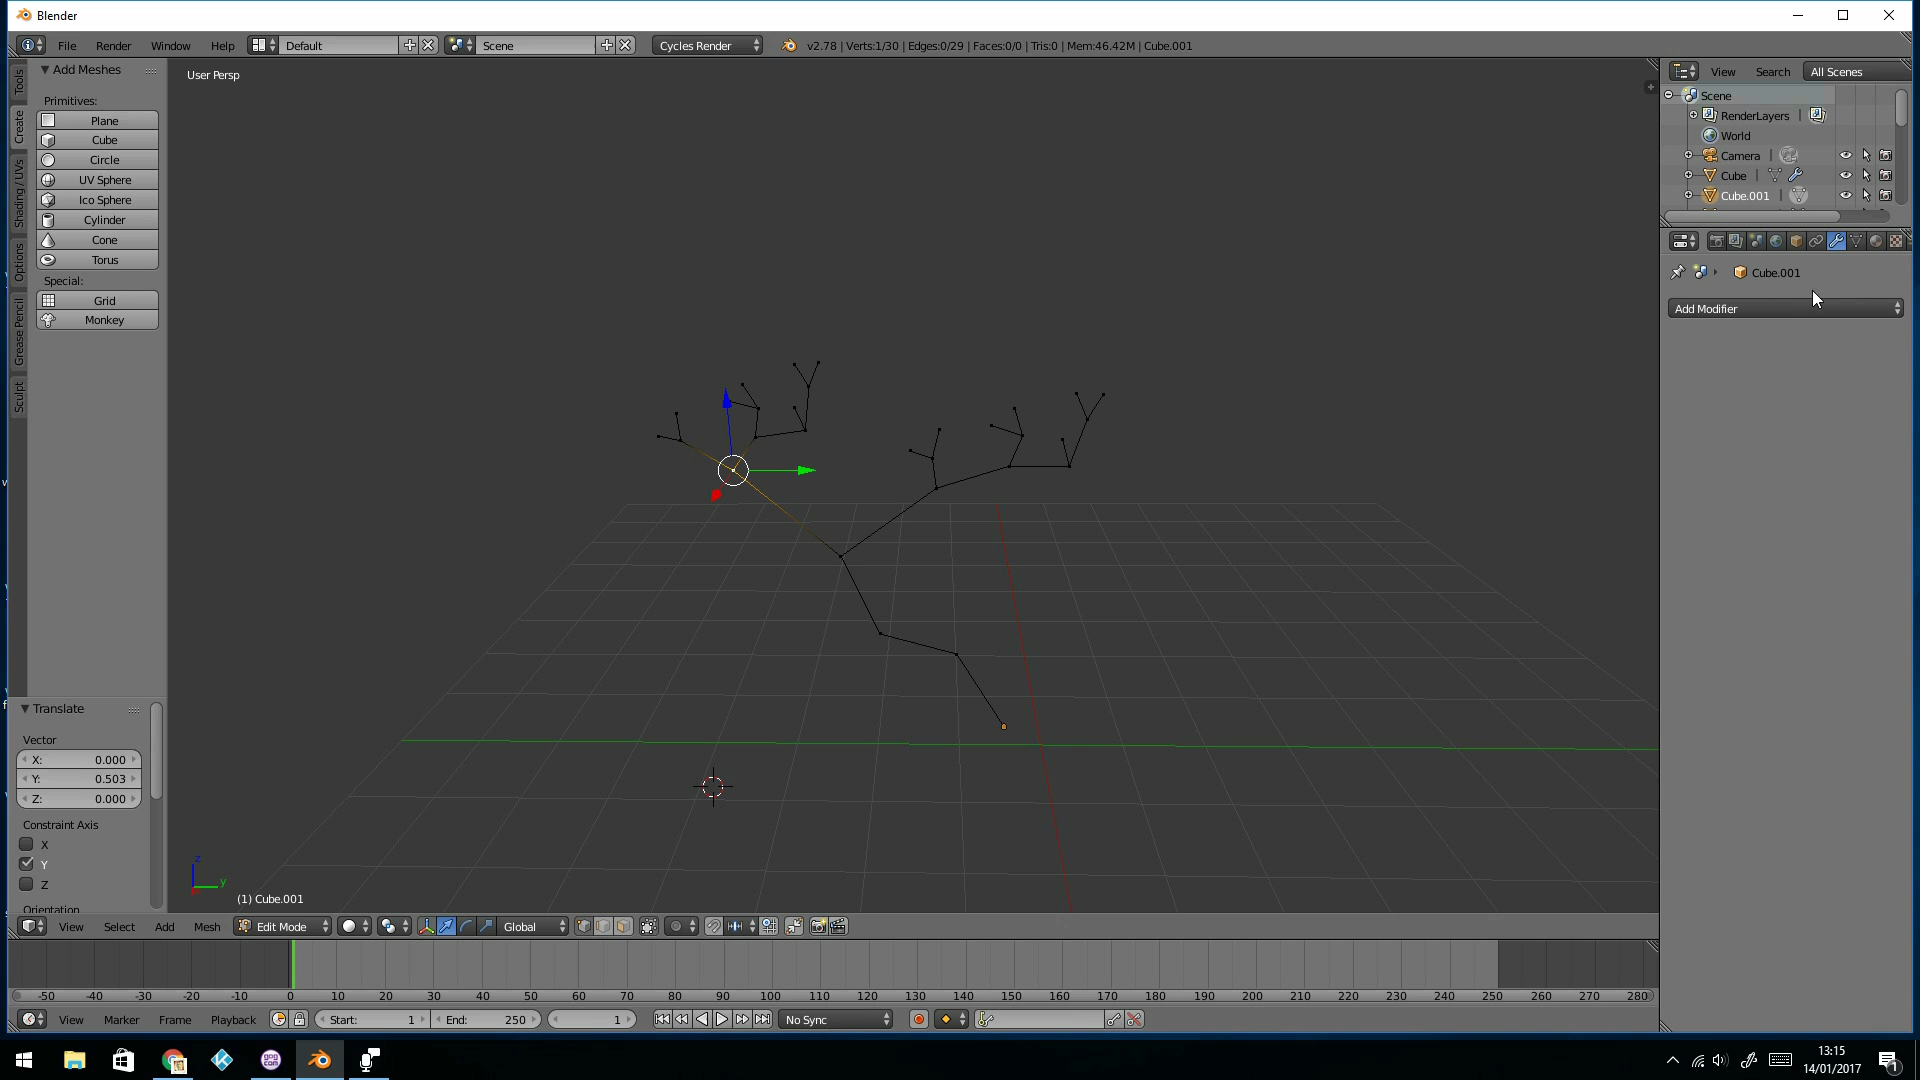 Blender
File Render Window Help Default Scene Cycles Render v2.78 | Verts:1/30 | Edges:0/29 | Faces:0/0 | Tris:0 | Mem:46.42M | Cube.001
Tools
Create
Shading / UVs
Options
Grease Pencil
Sculpt
Add Meshes
Primitives:
Plane
Cube
Circle
UV Sphere
Ico Sphere
Cylinder
Cone
Torus
Special:
Grid
Monkey
Translate
Vector
X: 0.000
Y: 0.503
Z: 0.000
Constraint Axis
X
Y
Z
Orientation
User Persp
z
y
(1) Cube.001
View Search All Scenes
Scene
RenderLayers
World
Camera
Cube
Cube.001
Cube.001
Add Modifier
View Select Add Mesh Edit Mode Global
-50 -40 -30 -20 -10 0 10 20 30 40 50 60 70 80 90 100 110 120 130 140 150 160 170 180 190 200 210 220 230 240 250 260 270 280
View Marker Frame Playback Start: 1 End: 250 1 No Sync
gog
com
13:15
14/01/2017
1